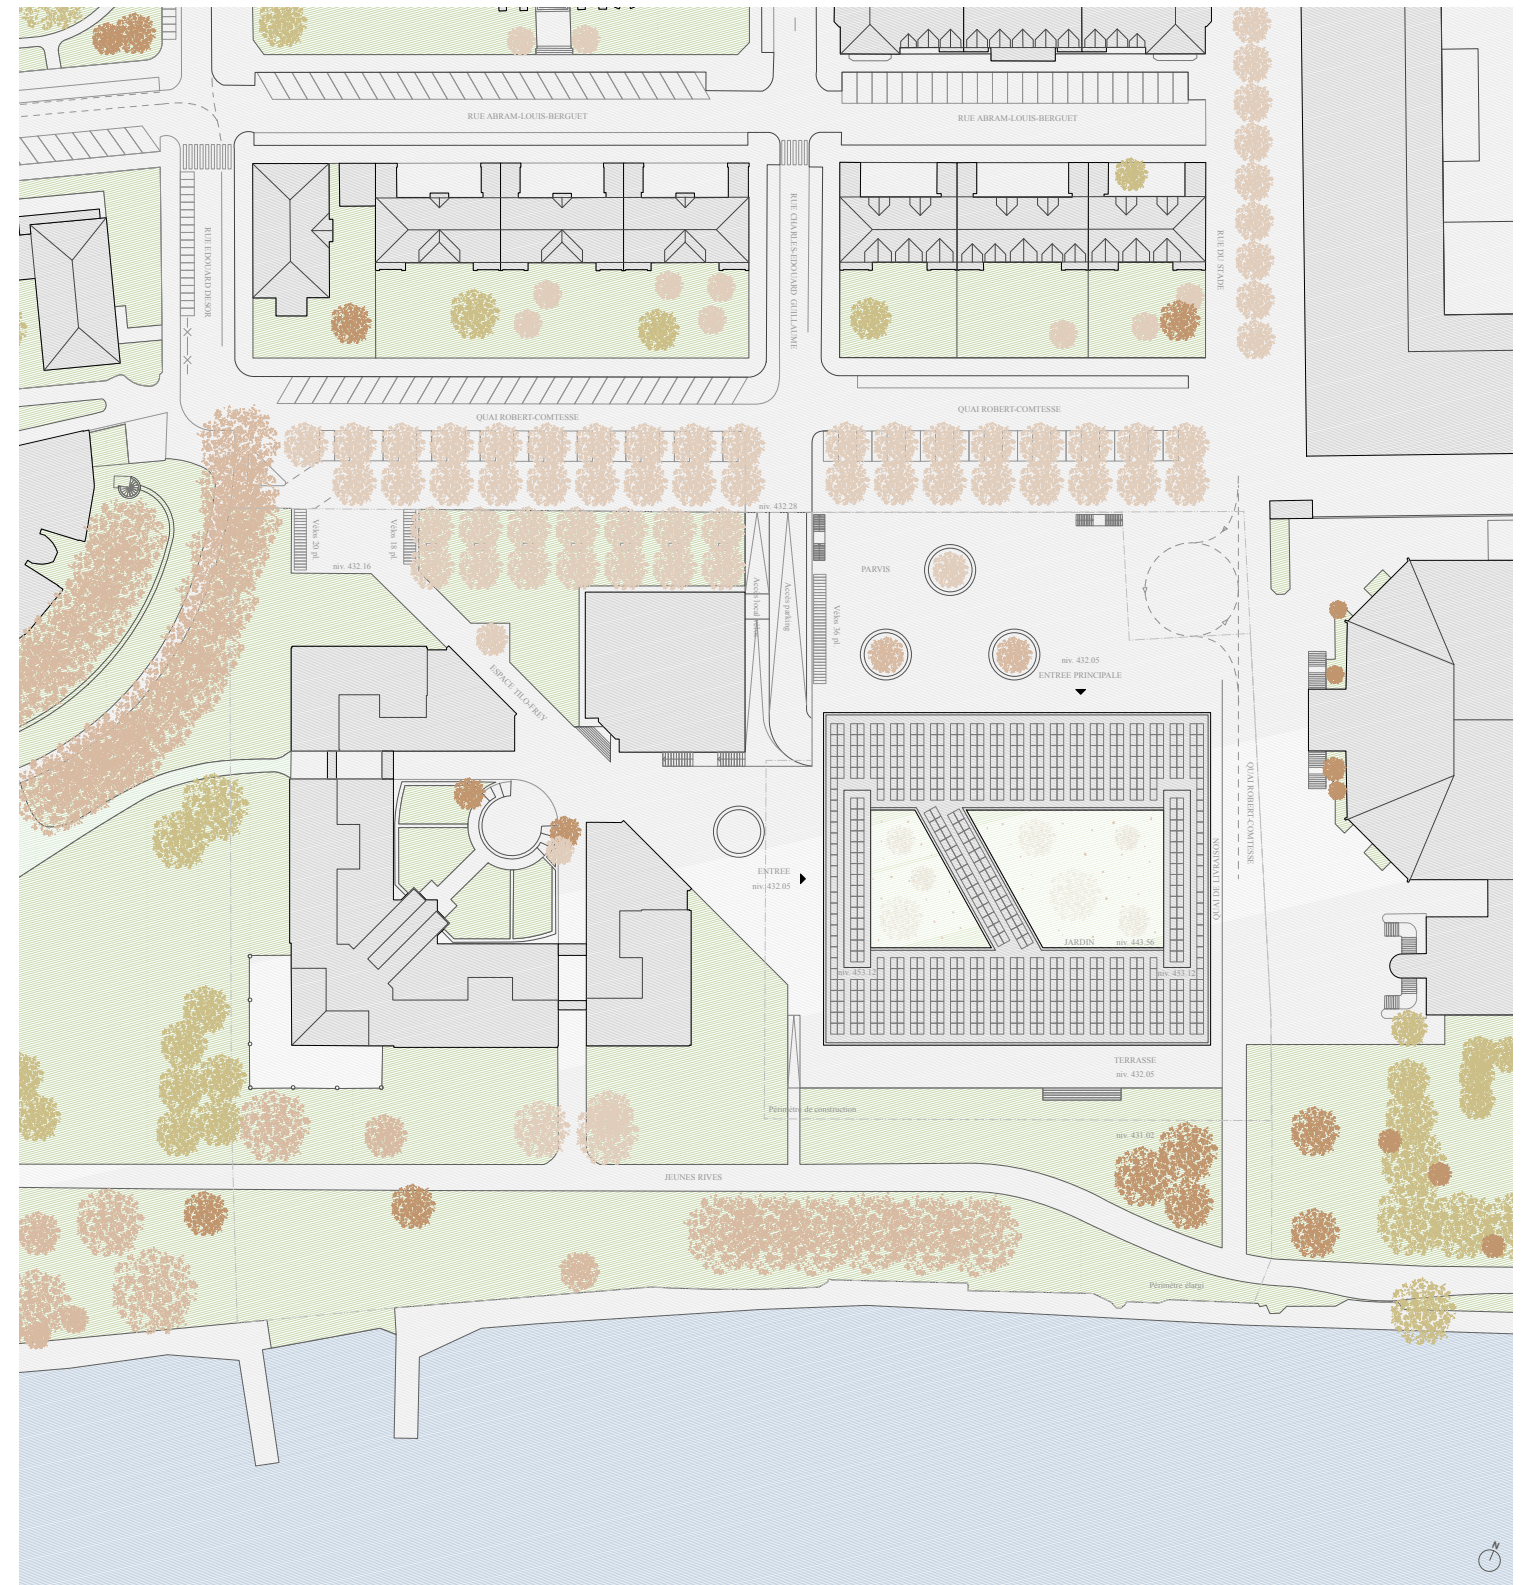 RUE ABRAM-LOUIS-BERGUET
RUE ABRAM-LOUIS-BERGUET
RUE EDOUARD DESOR
RUE CHARLES-EDOUARD GUILLAUME
RUE DU STADE
QUAI ROBERT-COMTESSE
QUAI ROBERT-COMTESSE
niv. 432.28
Vélos 20 pl.
Vélos 18 pl.
niv. 432.16
PARVIS
Accès parking
Vélos 36 pl.
ESPACE TILO-FREY
niv. 432.05
ENTREE PRINCIPALE
QUAI ROBERT-COMTESSE
QUAI DE LIVRAISON
ENTREE
niv. 432.05
JARDIN niv. 443.56
niv. 453.12
niv. 453.12
TERRASSE
niv. 432.05
Périmètre de construction
niv. 431.02
JEUNES RIVES
Périmètre élargi
N